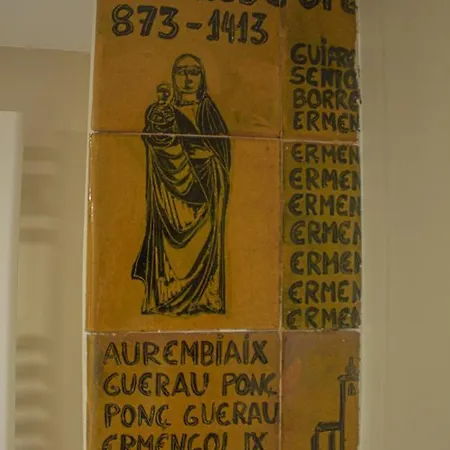 873-1413
GUIFR
SENTO
BORRE
ERMEN
ERMEN
ERMEN
ERMEN
ERMEN
ERMEN
ERMEN
ERMEN
AUREMBIAIX
GUERAU PONÇ
PONÇ GUERAU
ERMENGOL IX